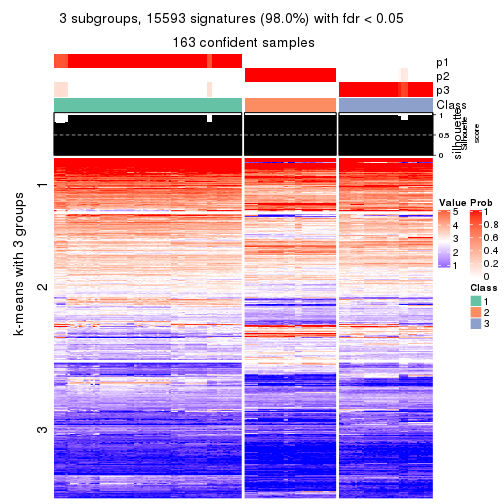 3 subgroups, 15593 signatures (98.0%) with fdr < 0.05
163 confident samples
p1
p2
p3
Class
1
0.5
0
silhouette
Silhouette
score
k-means with 3 groups
1
2
3
Value
5
4
3
2
1
Prob
1
0.8
0.6
0.4
0.2
0
Class
1
2
3